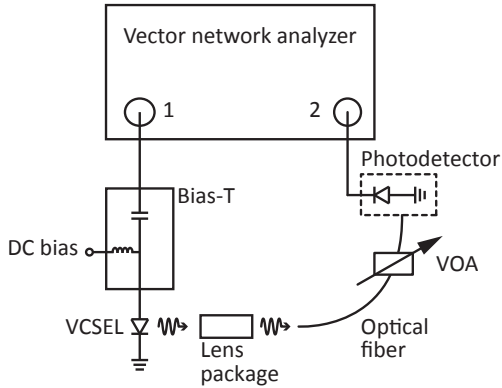 Vector network analyzer
1
2
Photodetector
Bias-T
DC bias
VOA
VCSEL
Lens
package
Optical
fiber